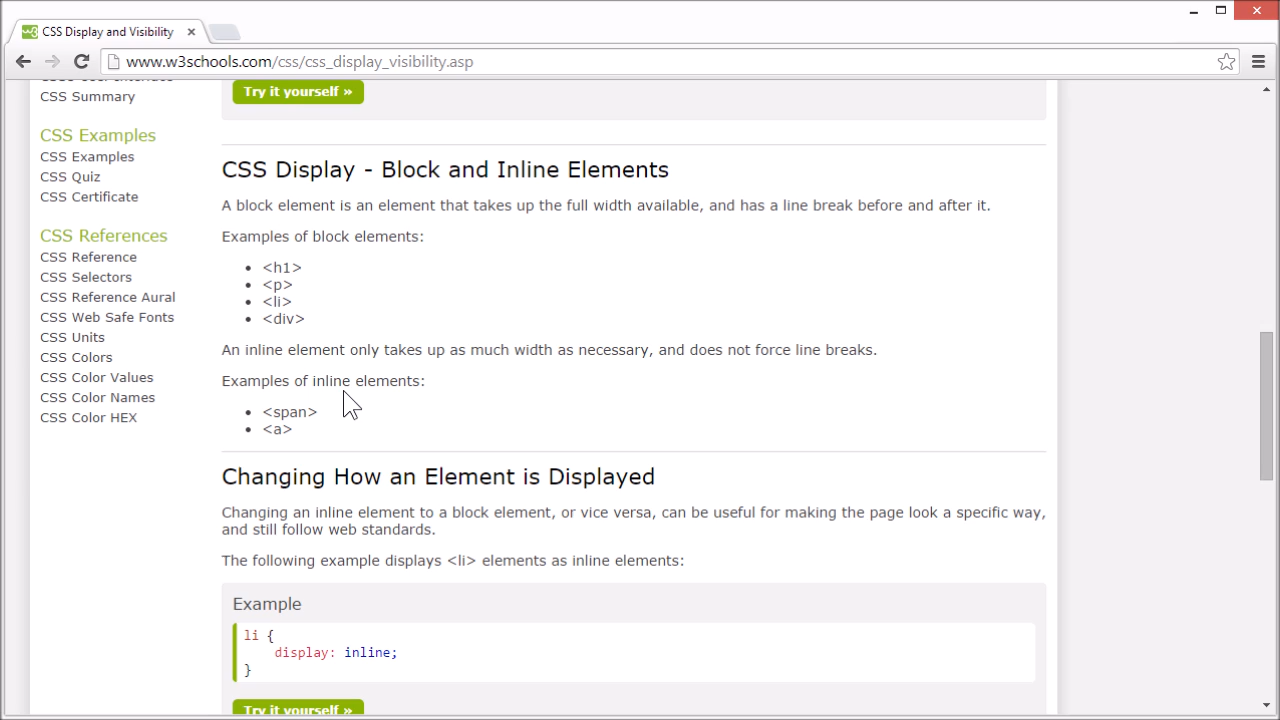 CSS Display and Visibility
www.w3schools.com/css/css_display_visibility.asp
CSS Summary
CSS Examples
CSS Examples
CSS Quiz
CSS Certificate
CSS References
CSS Reference
CSS Selectors
CSS Reference Aural
CSS Web Safe Fonts
CSS Units
CSS Colors
CSS Color Values
CSS Color Names
CSS Color HEX
Try it yourself »
CSS Display - Block and Inline Elements
A block element is an element that takes up the full width available, and has a line break before and after it.
Examples of block elements:
• <h1>
• <p>
• <li>
• <div>
An inline element only takes up as much width as necessary, and does not force line breaks.
Examples of inline elements:
• <span>
• <a>
Changing How an Element is Displayed
Changing an inline element to a block element, or vice versa, can be useful for making the page look a specific way,
and still follow web standards.
The following example displays <li> elements as inline elements:
Example
li {
display: inline;
}
Try it yourself »